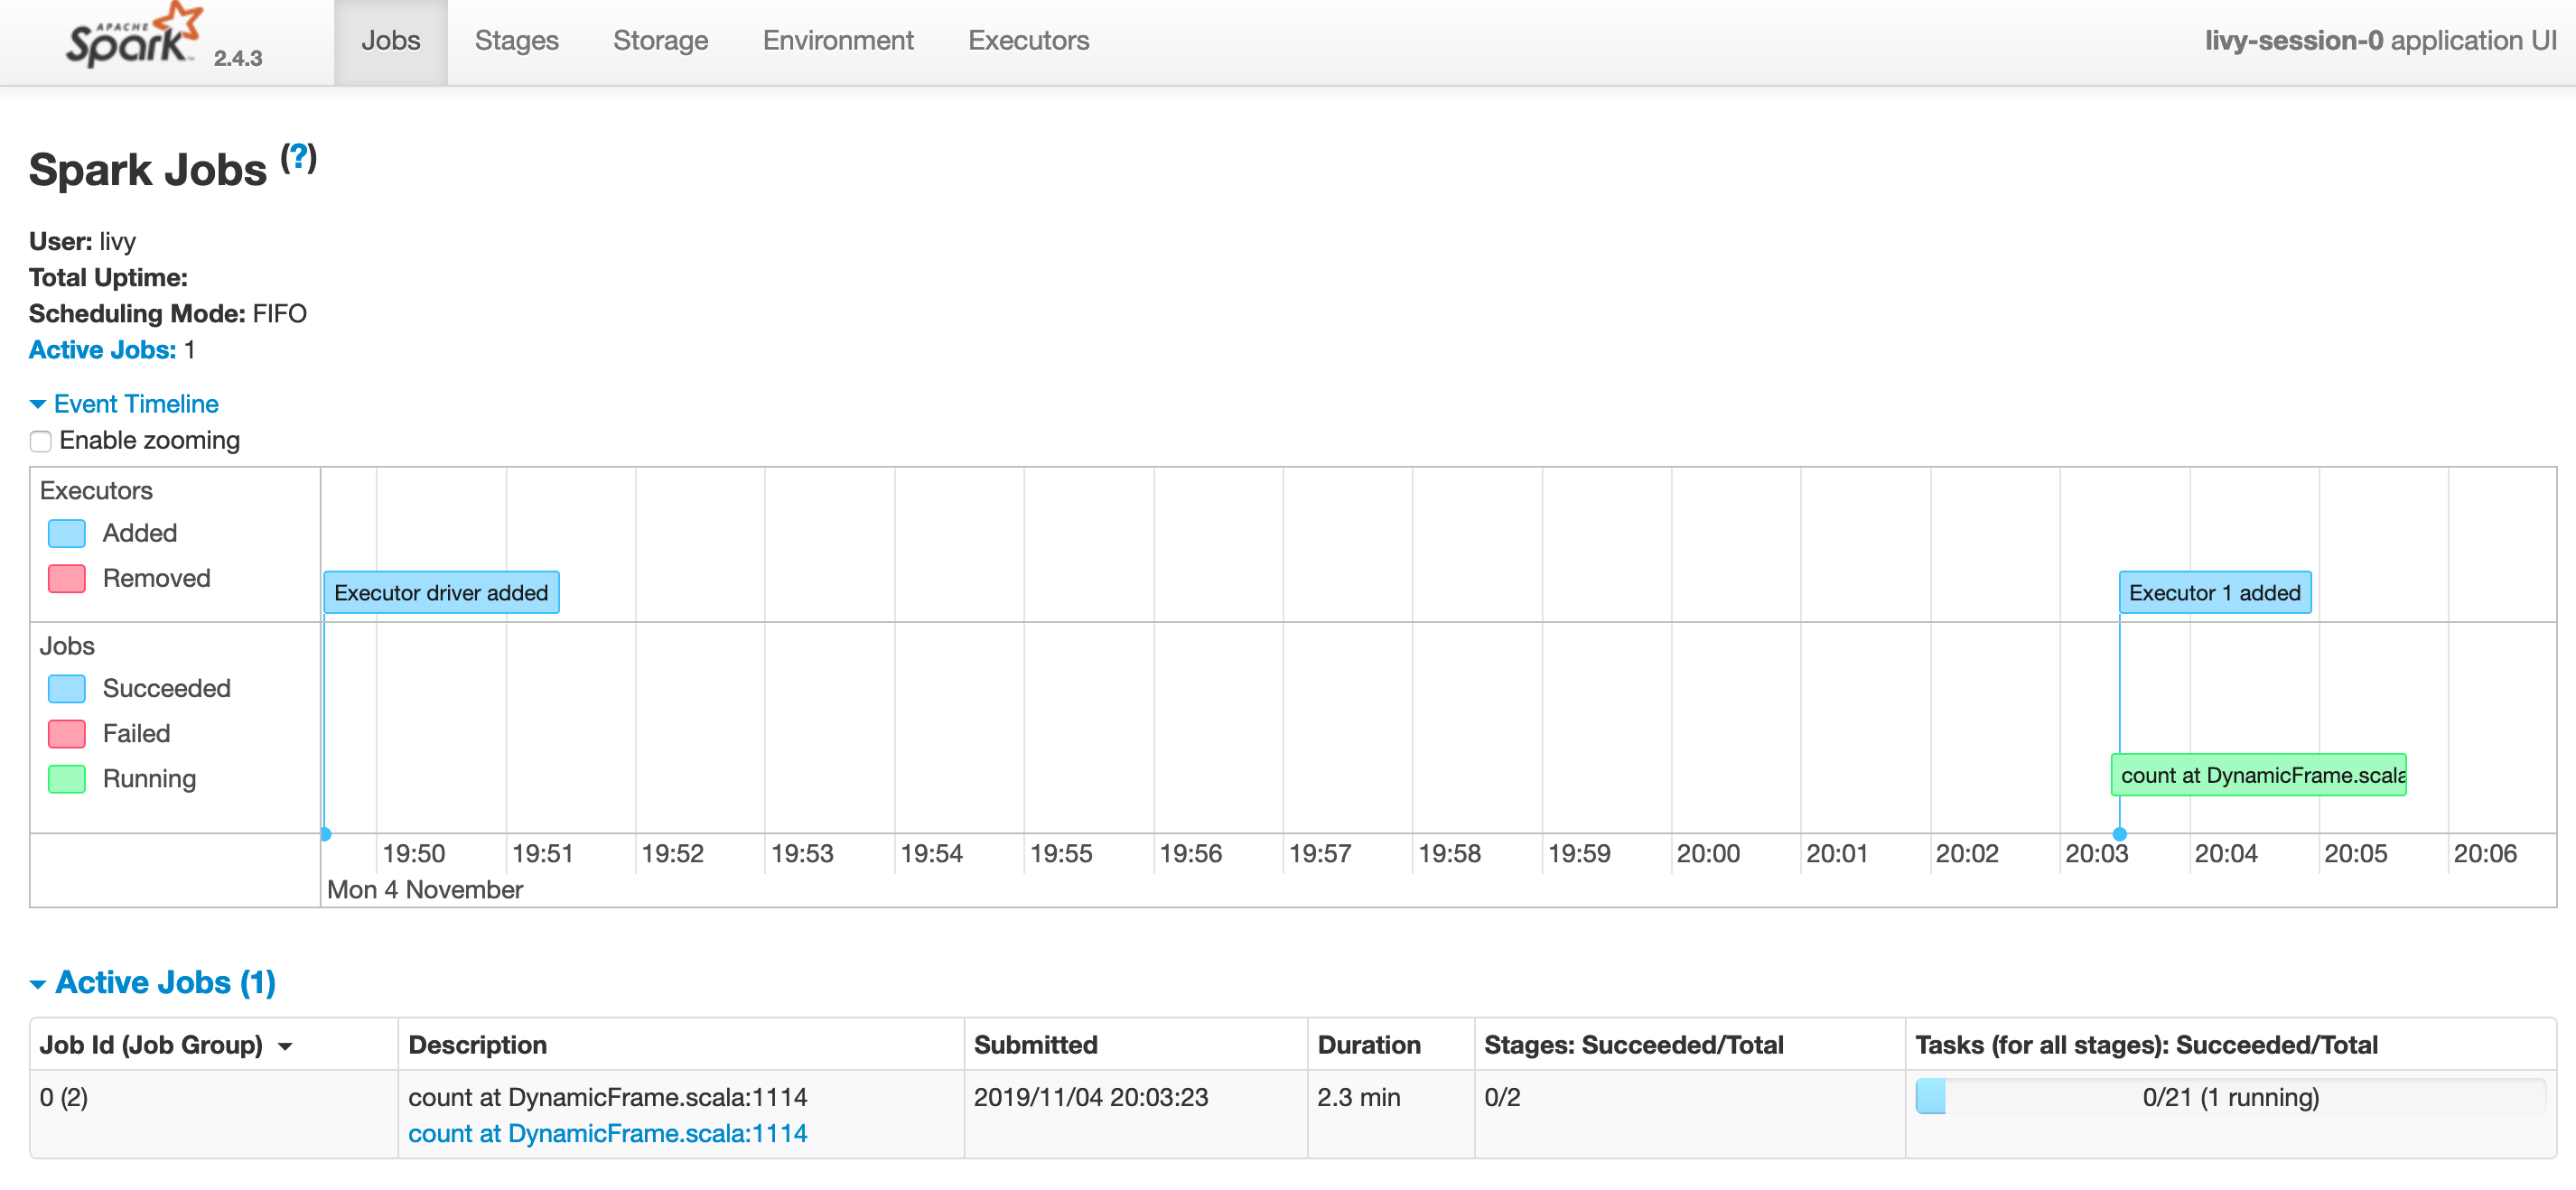 APACHE
Spark 2.4.3
Jobs Stages Storage Environment Executors livy-session-0 application UI
Spark Jobs (?)
User: livy
Total Uptime:
Scheduling Mode: FIFO
Active Jobs: 1
Event Timeline
Enable zooming
Executors
Added
Removed
Executor driver added Executor 1 added
Jobs
Succeeded
Failed
Running
count at DynamicFrame.scala
19:50 19:51 19:52 19:53 19:54 19:55 19:56 19:57 19:58 19:59 20:00 20:01 20:02 20:03 20:04 20:05 20:06
Mon 4 November
Active Jobs (1)
Job Id (Job Group) Description Submitted Duration Stages: Succeeded/Total Tasks (for all stages): Succeeded/Total
0 (2) count at DynamicFrame.scala:1114 2019/11/04 20:03:23 2.3 min 0/2 0/21 (1 running)
count at DynamicFrame.scala:1114